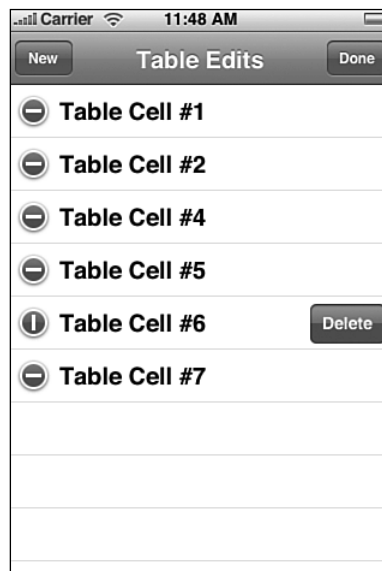 Carrier 11:48 AM
New Table Edits Done
Table Cell #1
Table Cell #2
Table Cell #4
Table Cell #5
Table Cell #6 Delete
Table Cell #7